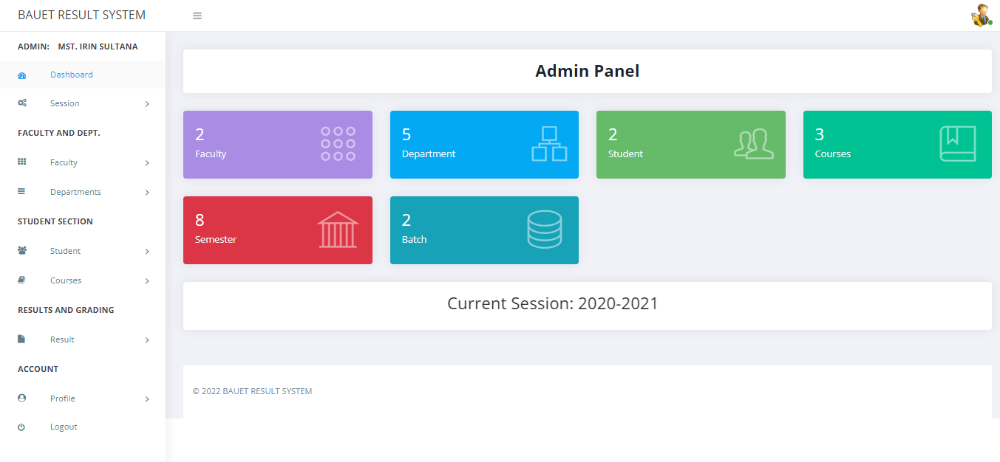 BAUET RESULT SYSTEM
ADMIN: MST. IRIN SULTANA
Dashboard
Session
FACULTY AND DEPT.
Faculty
Departments
STUDENT SECTION
Student
Courses
RESULTS AND GRADING
Result
ACCOUNT
Profile
Logout
Admin Panel
2
Faculty
5
Department
2
Student
3
Courses
8
Semester
2
Batch
Current Session: 2020-2021
© 2022 BAUET RESULT SYSTEM